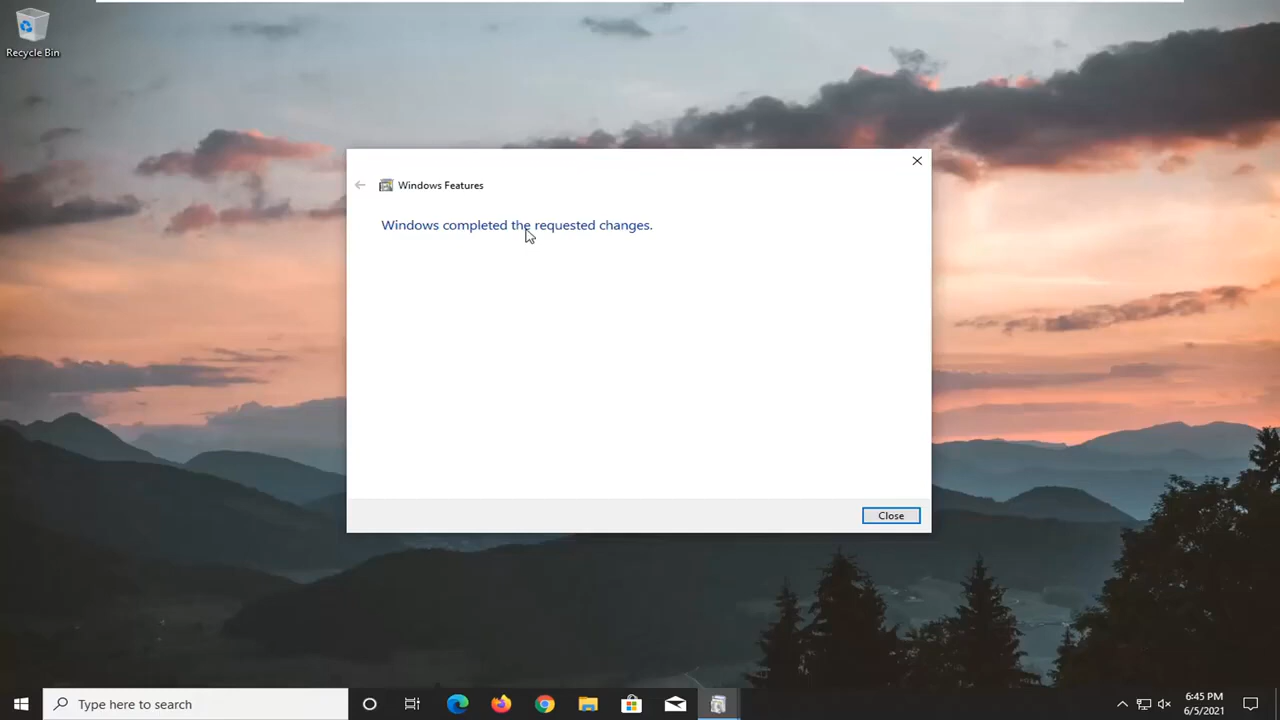 Recycle Bin
Windows Features
Windows completed the requested changes.
Close
Type here to search
6:45 PM
6/5/2021